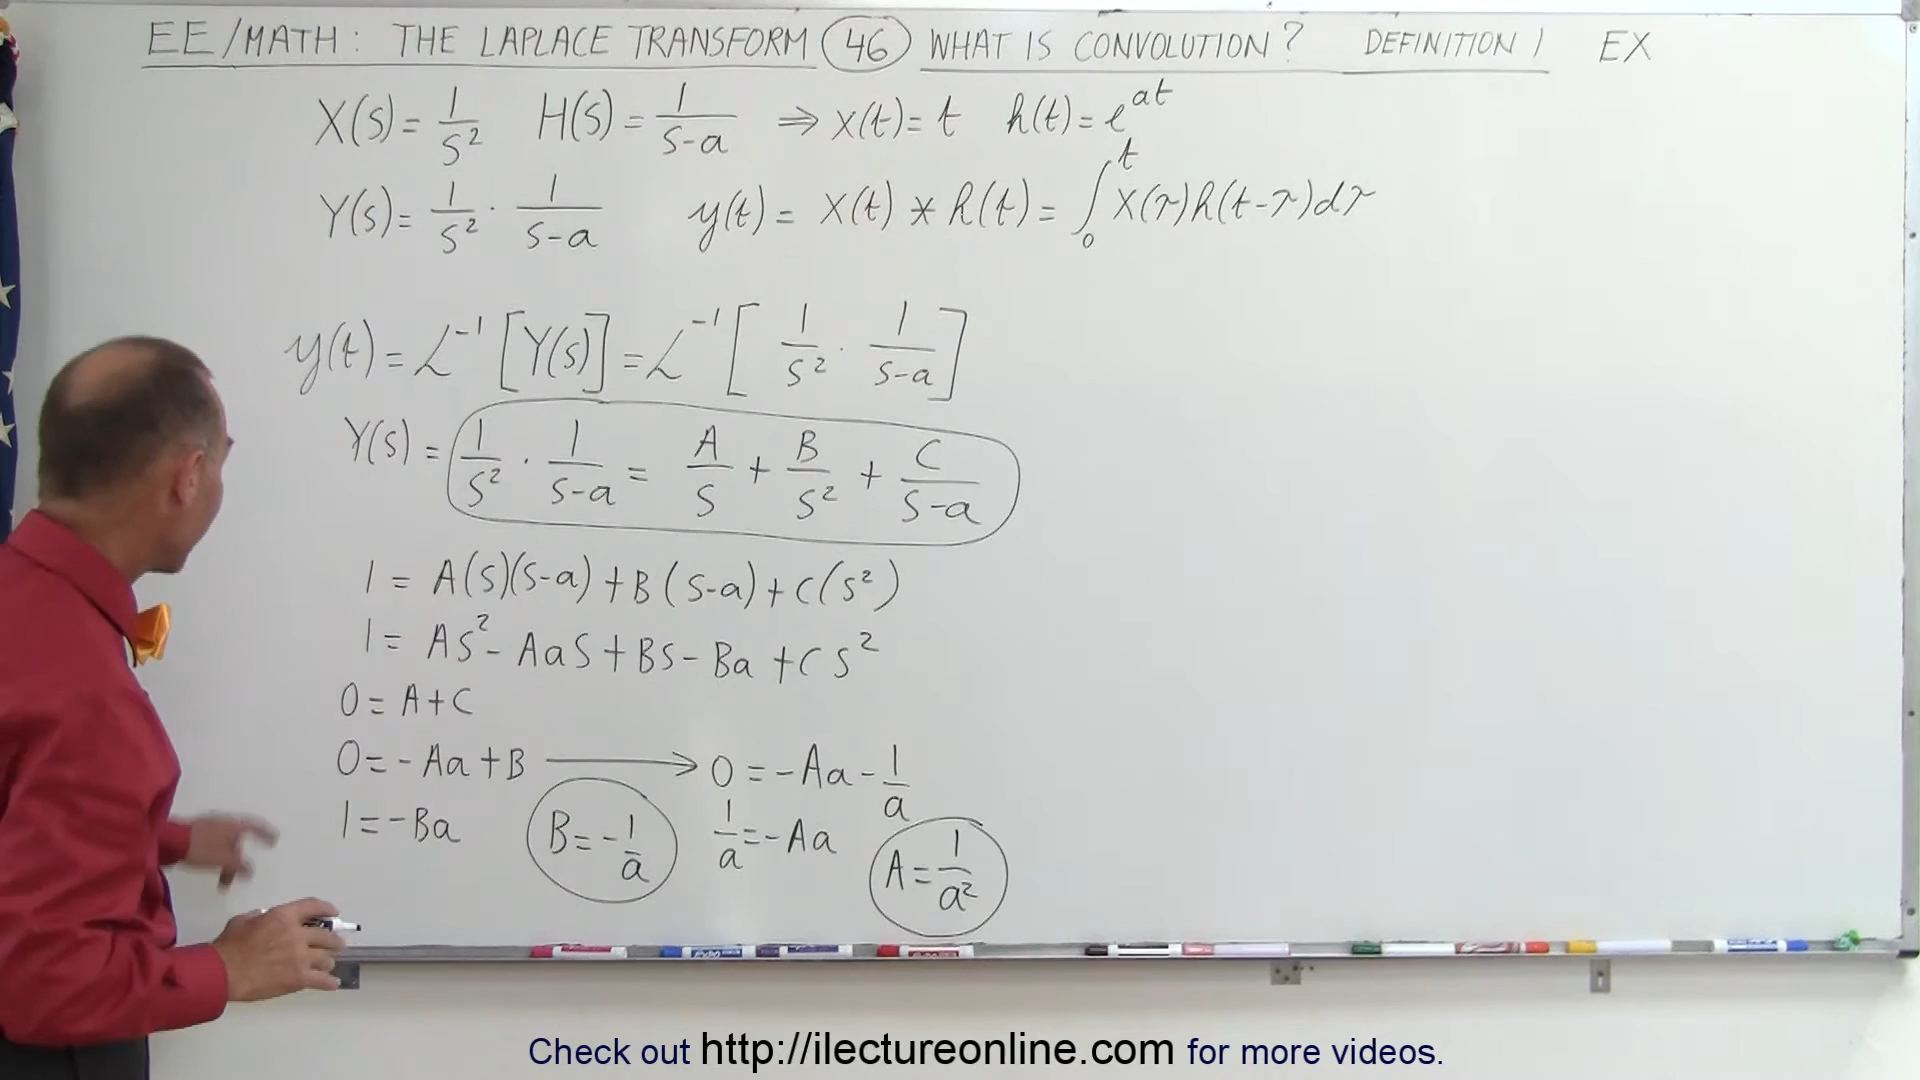 EE/MATH: THE LAPLACE TRANSFORM (46) WHAT IS CONVOLUTION? DEFINITION 1 EX
X(s) = 1/s² H(s) = 1/(s-a) ⇒ x(t) = t h(t) = e^{at}
Y(s) = 1/s² · 1/(s-a) y(t) = x(t) * h(t) = ∫₀ᵗ x(τ)h(t-τ)dτ
y(t) = ℒ⁻¹[Y(s)] = ℒ⁻¹[1/s² · 1/(s-a)]
Y(s) = 1/s² · 1/(s-a) = A/s + B/s² + C/(s-a)
1 = A(s)(s-a) + B(s-a) + C(s²)
1 = As² - Aas + Bs - Ba + Cs²
0 = A + C
0 = -Aa + B → 0 = -Aa - 1/a
1 = -Ba B = -1/a 1/a = -Aa A = 1/a²
Check out http://ilectureonline.com for more videos.